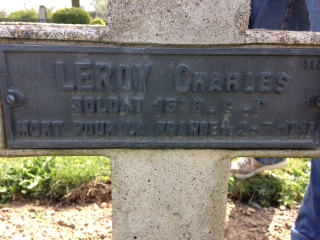 LEROY CHARLES
SOLDAT B.C.P
MORT POUR LA FRANCE